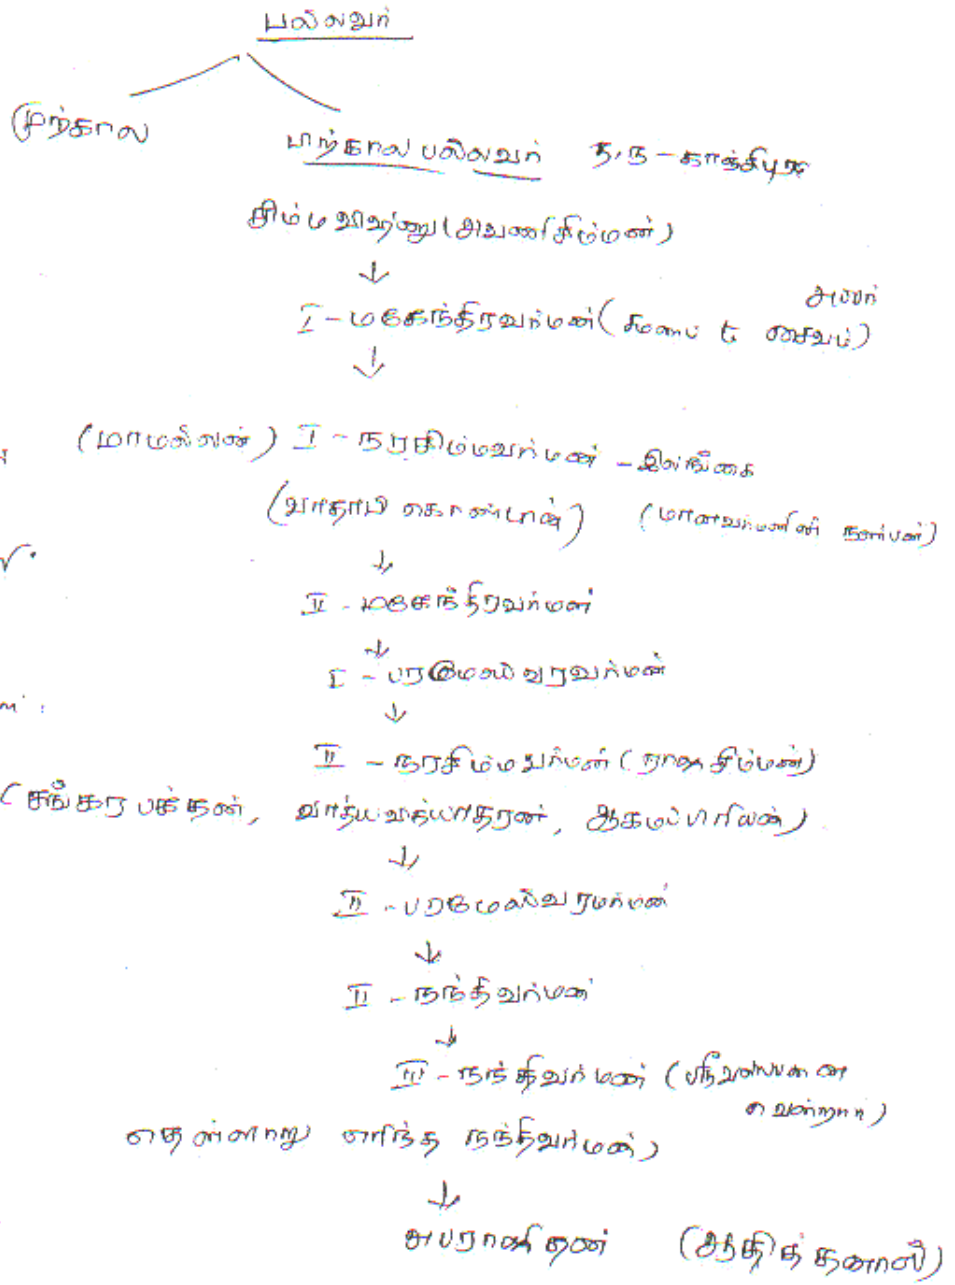 பல்லவர்
முற்கால
பிற்கால பல்லவர் த.ந - காஞ்சிபுரம்
சிம்மவிஷ்ணு (அவனிசிம்மன்)
↓
I - மகேந்திரவர்மன் (சமண - சைவம்)
அப்பர்
↓
(மாமல்லன்) I - நரசிம்மவர்மன் - இலங்கை
(வாதாபி கொண்டான்) (மானவர்மனின் நண்பன்)
↓
II - மகேந்திரவர்மன்
↓
I - பரமேஸ்வரவர்மன்
↓
II - நரசிம்மவர்மன் (ராஜசிம்மன்)
(சங்கர பக்தன், வாத்யவித்யாதரன், ஆகமப்பிரியன்)
↓
II - பரமேஸ்வரவர்மன்
↓
II - நந்திவர்மன்
↓
III - நந்திவர்மன் (ஸ்ரீ
வென்றார்)
தெள்ளாறு எரிந்த நந்திவர்மன்)
↓
அபராஜிதன்